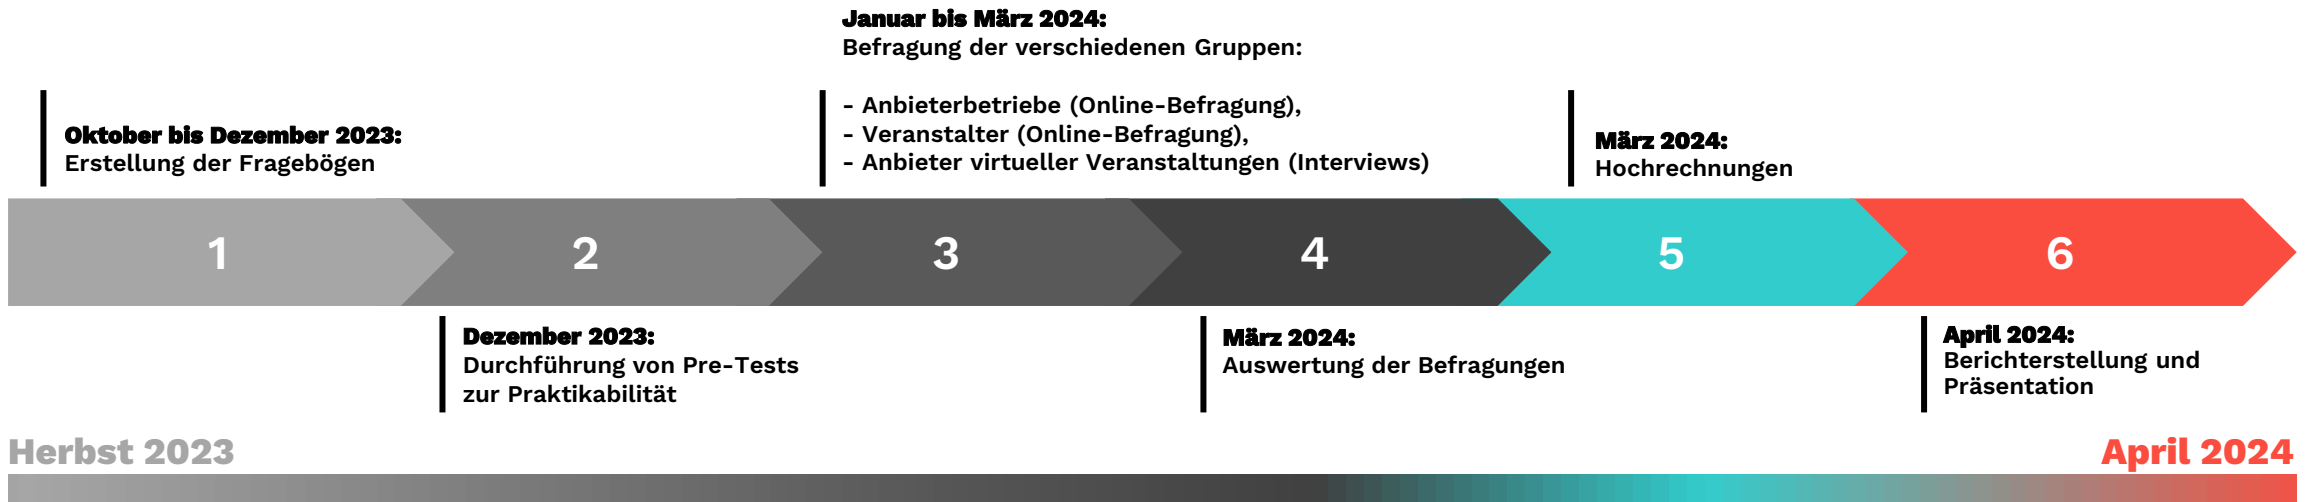 Januar bis März 2024:
Befragung der verschiedenen Gruppen:
- Anbieterbetriebe (Online-Befragung),
- Veranstalter (Online-Befragung),
- Anbieter virtueller Veranstaltungen (Interviews)
Oktober bis Dezember 2023:
Erstellung der Fragebögen
März 2024:
Hochrechnungen
1
2
3
4
5
6
Dezember 2023:
Durchführung von Pre-Tests
zur Praktikabilität
März 2024:
Auswertung der Befragungen
April 2024:
Berichterstellung und
Präsentation
Herbst 2023
April 2024